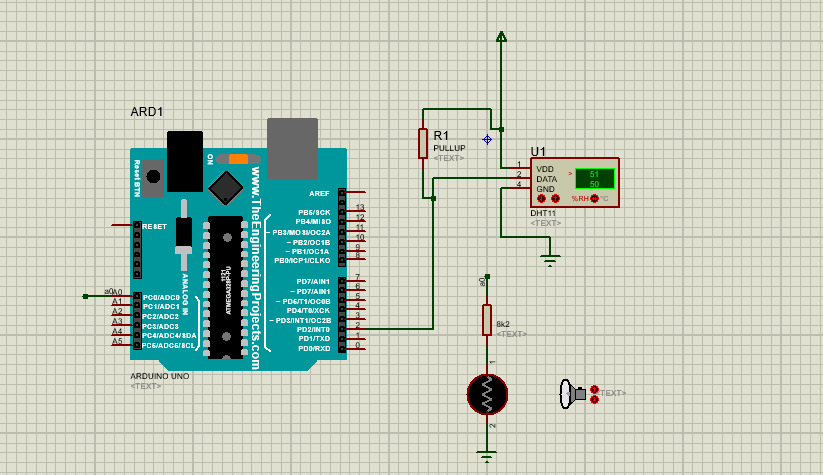 ARD1
Reset BTN
ON
www.TheEngineeringProjects.com
RESET
ANALOG IN
ATMEGA328P-PU
1121
AREF
PB5/SCK 13
PB4/MISO 12
~ PB3/MOSI/OC2A 11
~ PB2/OC1B 10
~ PB1/OC1A 9
PB0/ICP1/CLKO 8
PD7/AIN1 7
~ PD7/AIN1 6
~ PD5/T1/OC0B 5
PD4/T0/XCK 4
~ PD3/INT1/OC2B 3
PD2/INT0 2
PD1/TXD 1
PD0/RXD 0
a0 A0 PC0/ADC0
A1 PC1/ADC1
A2 PC2/ADC2
A3 PC3/ADC3
A4 PC4/ADC4/SDA
A5 PC5/ADC5/SCL
ARDUINO UNO
<TEXT>
R1
PULLUP
<TEXT>
U1
1 VDD
2 DATA
4 GND
> 51
50
%RH °C
DHT11
<TEXT>
a0
8k2
<TEXT>
1
2
<TEXT>